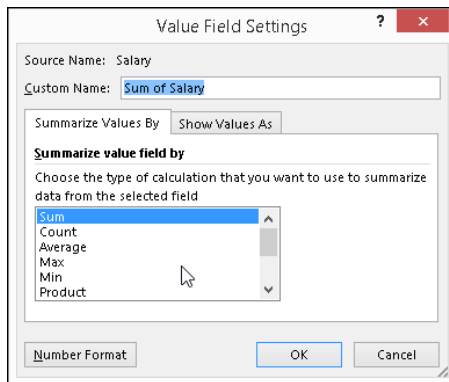 Value Field Settings ?
Source Name: Salary
Custom Name: Sum of Salary
Summarize Values By Show Values As
Summarize value field by
Choose the type of calculation that you want to use to summarize
data from the selected field
Sum
Count
Average
Max
Min
Product
Number Format OK Cancel